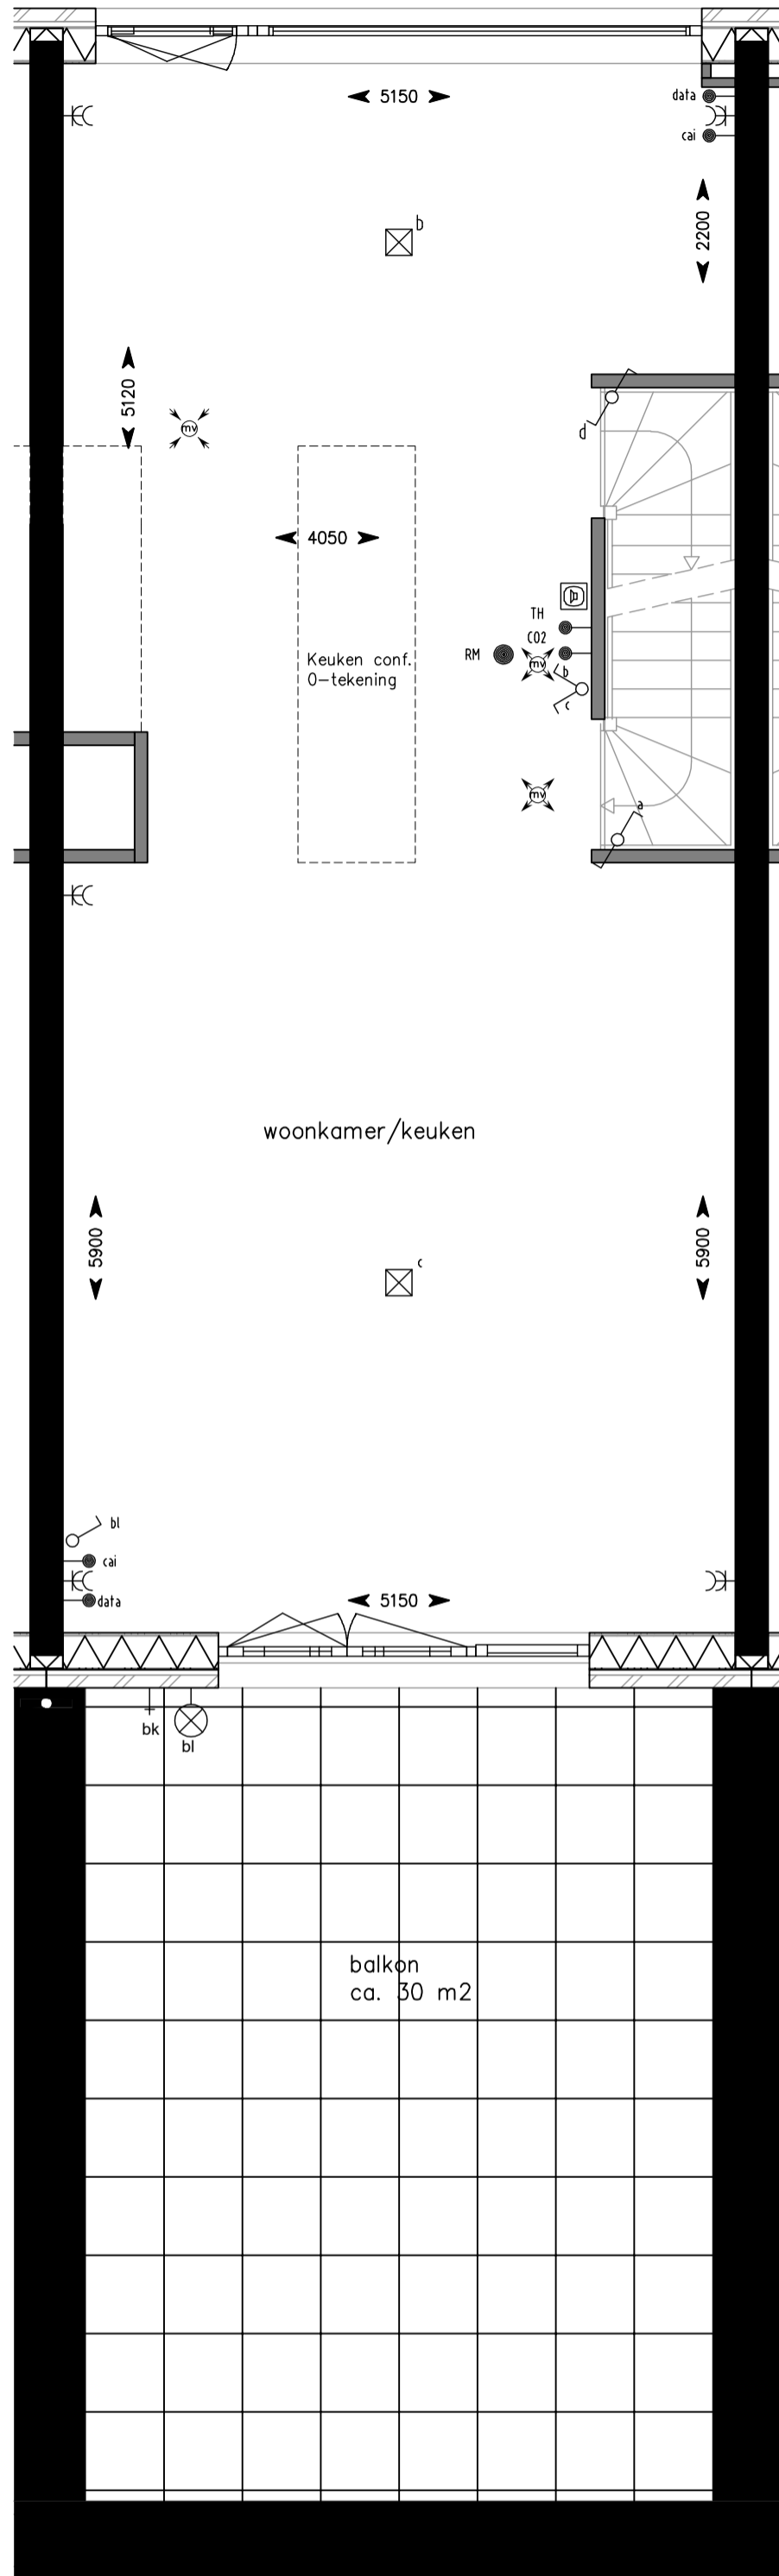 5150
data
cai
b
2200
5120
mv
d
4050
TH
CO2
RM
mv
b
c
Keuken conf.
0-tekening
mv
a
woonkamer/keuken
5900
5900
c
bl
cai
data
5150
bk
bl
balkon
ca. 30 m2